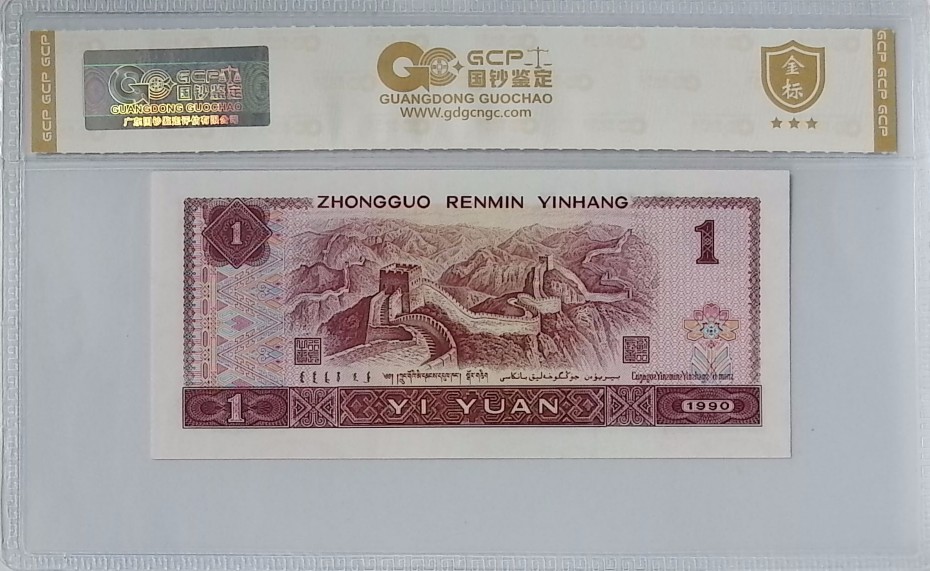 GCP GCP GCP
GCP
国钞鉴定
GUANGDONG GUOCHAO
广东国钞鉴定评估有限公司
GCP
国钞鉴定
GUANGDONG GUOCHAO
WWW.gdgcngc.com
金标
GCP GCP GCP
ZHONGGUO RENMIN YINHANG
1
1
1
YI YUAN
1990